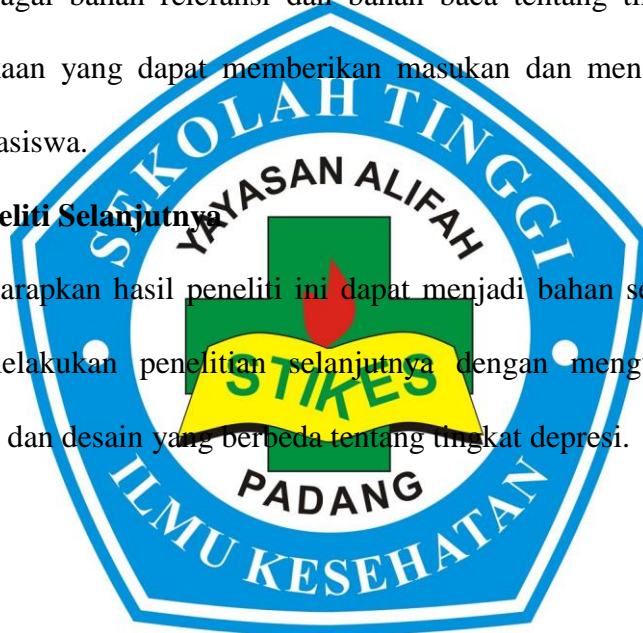 bahan referensi dan bahan baca tentang ti
kaan yang dapat memberikan masukan dan men
asiswa.
eliti Selanjutnya
arapkan hasil peneliti ini dapat menjadi bahan se
elakukan penelitian selanjutnya dengan meng
dan desain yang berbeda tentang tingkat depresi.
SEKOLAH TINGGI
YAYASAN ALIFAH
STIKES
PADANG
ILMU KESEHATAN